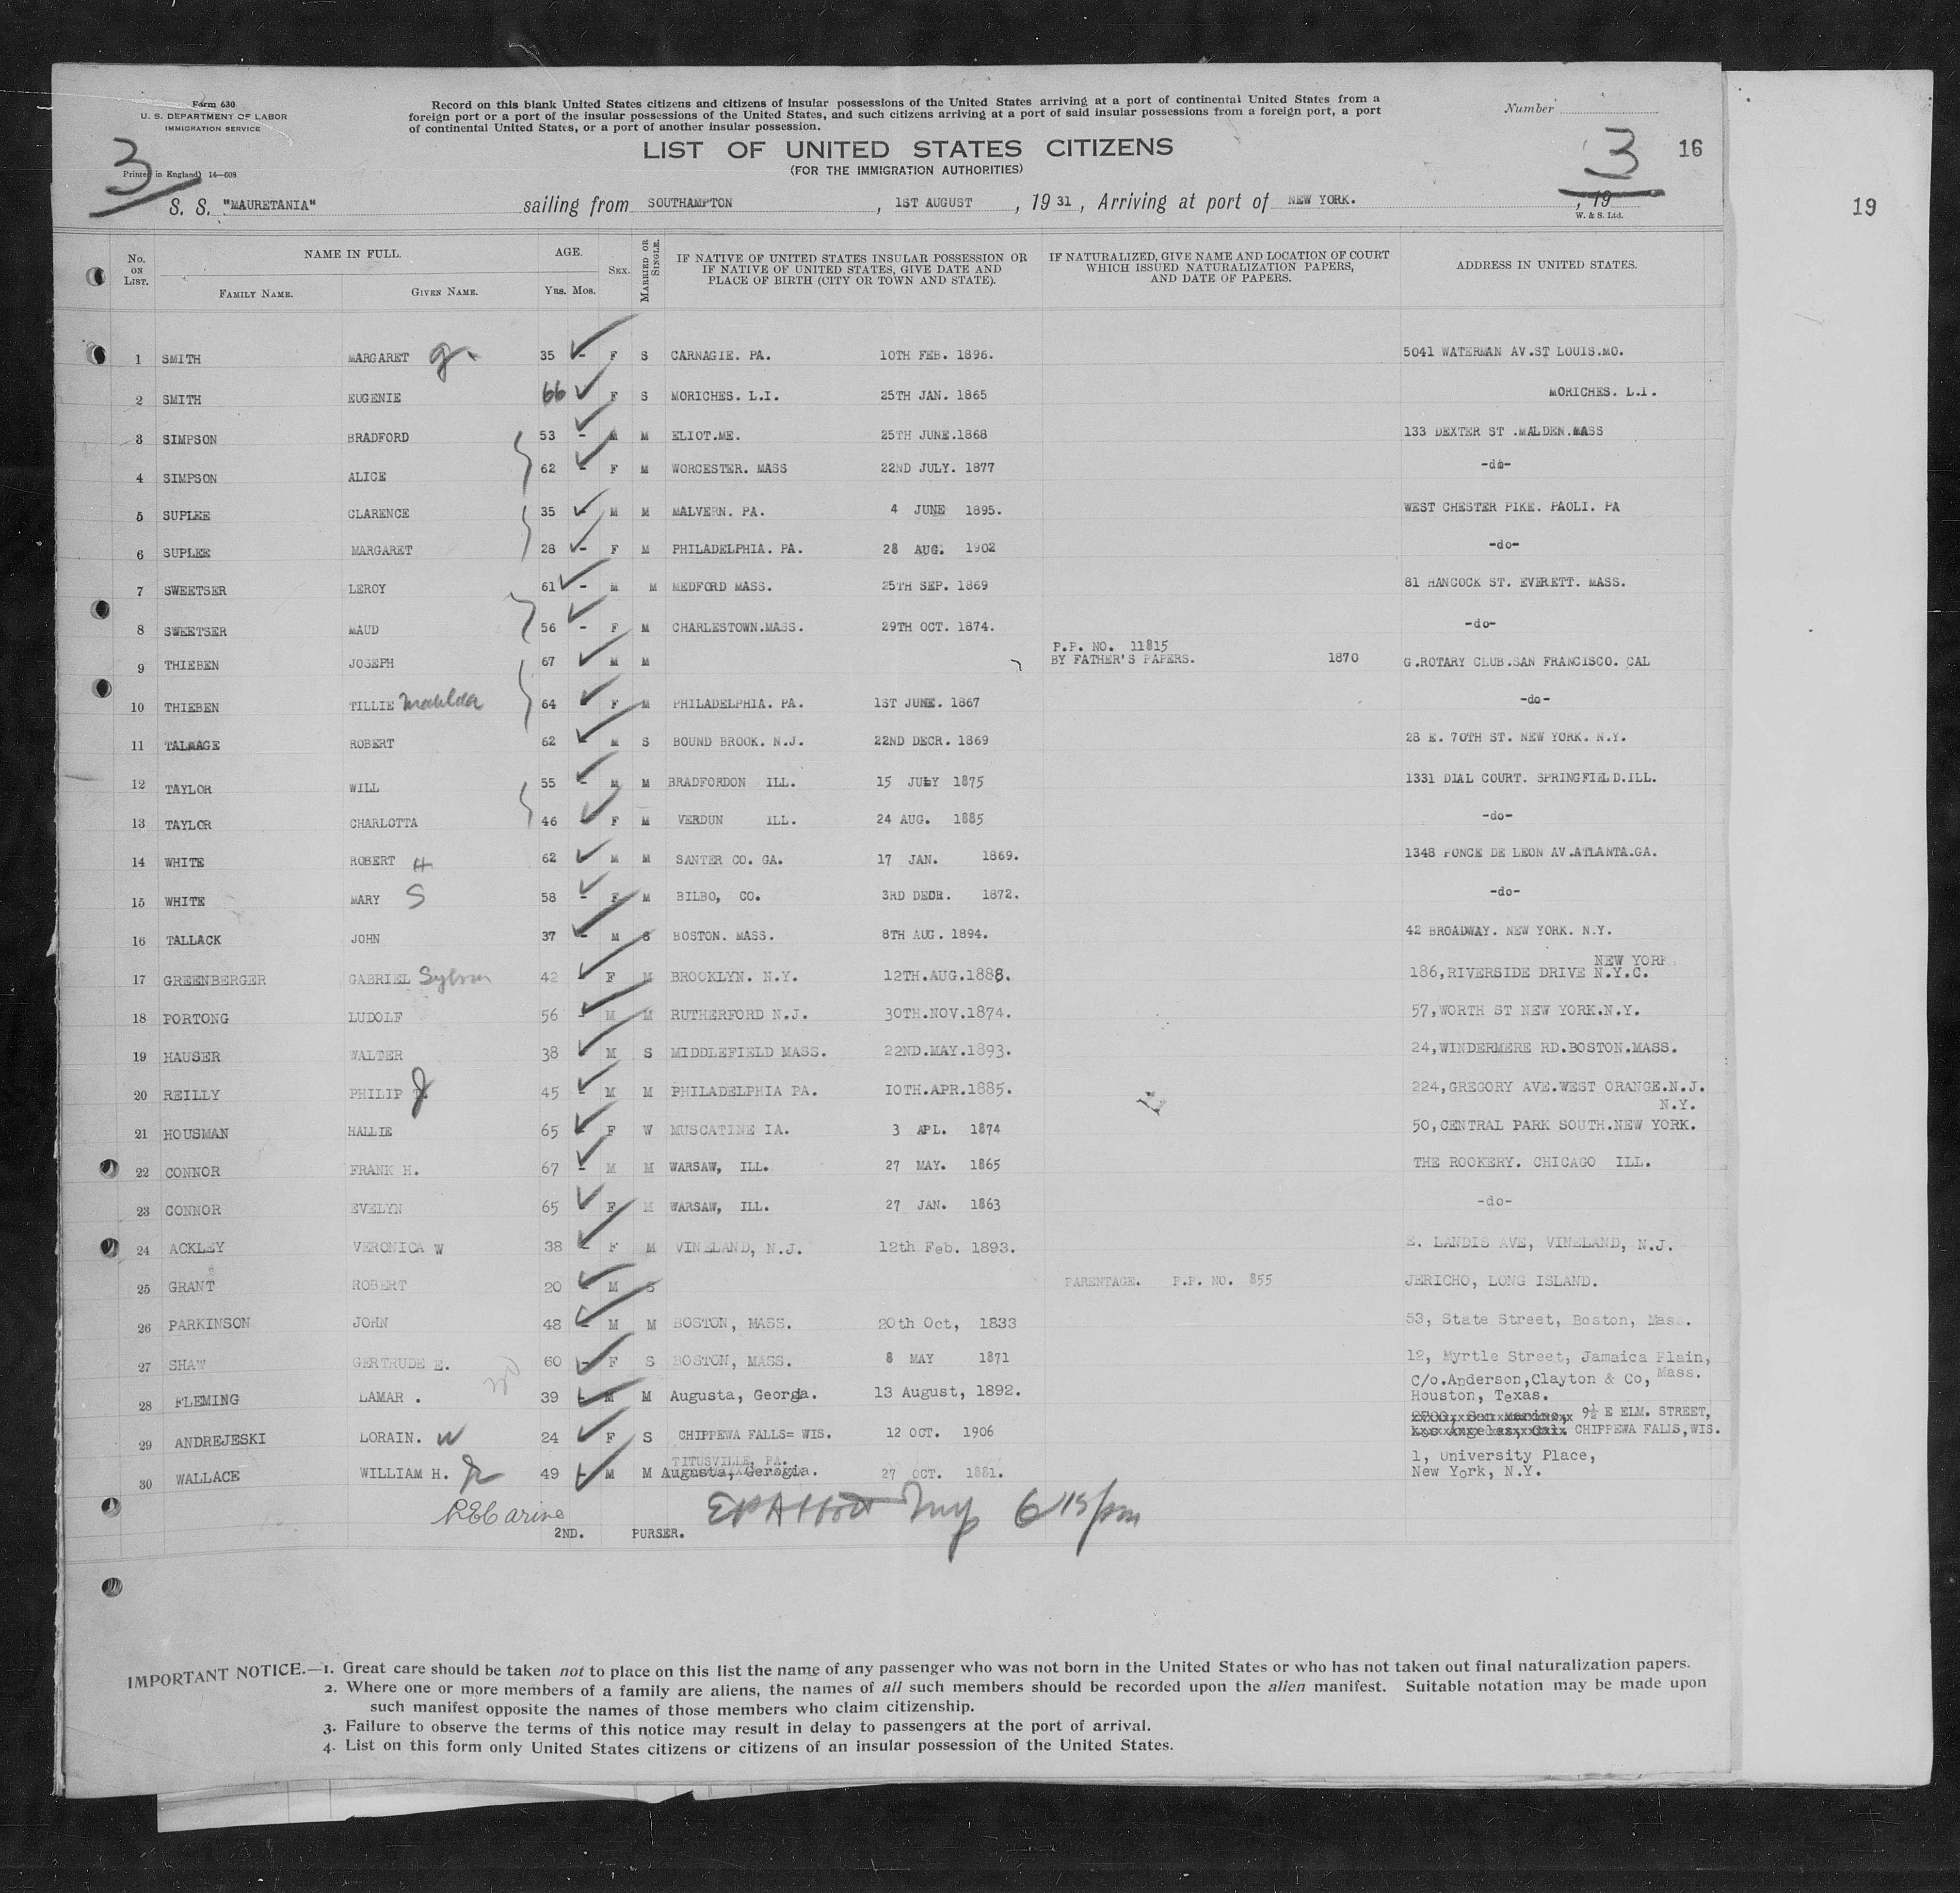 Form 630
U. S. DEPARTMENT OF LABOR
IMMIGRATION SERVICE
Record on this blank United States citizens and citizens of insular possessions of the United States arriving at a port of continental United States from a
foreign port or a port of the insular possessions of the United States, and such citizens arriving at a port of said insular possessions from a foreign port, a port
of continental United States, or a port of another insular possession.
Number
LIST OF UNITED STATES CITIZENS
(FOR THE IMMIGRATION AUTHORITIES)
3 3 16
Printed in England) 14—608
S. S. "MAURETANIA" sailing from SOUTHAMPTON , 1ST AUGUST , 19 31 , Arriving at port of NEW YORK. , 19
W. & S. Ltd.
19
No. ON LIST. NAME IN FULL. FAMILY NAME. GIVEN NAME. AGE. Yrs. Mos. SEX. MARRIED OR SINGLE. IF NATIVE OF UNITED STATES INSULAR POSSESSION OR IF NATIVE OF UNITED STATES, GIVE DATE AND PLACE OF BIRTH (CITY OR TOWN AND STATE). IF NATURALIZED, GIVE NAME AND LOCATION OF COURT WHICH ISSUED NATURALIZATION PAPERS, AND DATE OF PAPERS. ADDRESS IN UNITED STATES.
1 SMITH MARGARET G. 35 - F S CARNAGIE. PA. 10TH FEB. 1896. 5041 WATERMAN AV.ST LOUIS.MO.
2 SMITH EUGENIE 66 F S MORICHES. L.I. 25TH JAN. 1865 MORICHES. L.I.
3 SIMPSON BRADFORD 53 - M M ELIOT.ME. 25TH JUNE.1868 133 DEXTER ST .MALDEN.MASS
4 SIMPSON ALICE 62 - F M WORCESTER. MASS 22ND JULY. 1877 -do-
5 SUPLEE CLARENCE 35 - M M MALVERN. PA. 4 JUNE 1895. WEST CHESTER PIKE. PAOLI. PA
6 SUPLEE MARGARET 28 - F M PHILADELPHIA. PA. 28 AUG. 1902 -do-
7 SWEETSER LEROY 61 - M M MEDFORD MASS. 25TH SEP. 1869 81 HANCOCK ST. EVERETT. MASS.
8 SWEETSER MAUD 56 - F M CHARLESTOWN.MASS. 29TH OCT. 1874. -do-
9 THIEBEN JOSEPH 67 - M M P.P. NO. 11815 BY FATHER'S PAPERS. 1870 G.ROTARY CLUB.SAN FRANCISCO. CAL
10 THIEBEN TILLIE Matilda 64 - F M PHILADELPHIA. PA. 1ST JUNE. 1867 -do-
11 TALMAGE ROBERT 62 - M S BOUND BROOK. N.J. 22ND DECR. 1869 28 E. 70TH ST. NEW YORK. N.Y.
12 TAYLOR WILL 55 - M M BRADFORDON ILL. 15 JULY 1875 1331 DIAL COURT. SPRINGFIELD.ILL.
13 TAYLOR CHARLOTTA 46 - F M VERDUN ILL. 24 AUG. 1885 -do-
14 WHITE ROBERT H 62 - M M SANTER CO. GA. 17 JAN. 1869. 1348 PONCE DE LEON AV.ATLANTA.GA.
15 WHITE MARY S 58 - F M BILBO, CO. 3RD DECR. 1872. -do-
16 TALLACK JOHN 37 - M S BOSTON. MASS. 8TH AUG. 1894. 42 BROADWAY. NEW YORK. N.Y.
17 GREENBERGER GABRIEL 42 - F M BROOKLYN. N.Y. 12TH.AUG.1888. 186,RIVERSIDE DRIVE NEW YORK N.Y.C.
18 PORTONG LUDOLF 56 - M M RUTHERFORD N.J. 30TH.NOV.1874. 57,WORTH ST NEW YORK.N.Y.
19 HAUSER WALTER 38 - M S MIDDLEFIELD MASS. 22ND.MAY.1893. 24,WINDERMERE RD.BOSTON.MASS.
20 REILLY PHILIP J 45 - M M PHILADELPHIA PA. IOTH.APR.1885. 224,GREGORY AVE.WEST ORANGE.N.J.
21 HOUSMAN HALLIE 65 - F W MUSCATINE IA. 3 APL. 1874 50,CENTRAL PARK SOUTH.NEW YORK. N.Y.
22 CONNOR FRANK H. 67 - M M WARSAW, ILL. 27 MAY. 1865 THE ROOKERY. CHICAGO ILL.
23 CONNOR EVELYN 65 - F M WARSAW, ILL. 27 JAN. 1863 -do-
24 ACKLEY VERONICA W 38 - F M VINELAND, N.J. 12th Feb. 1893. E. LANDIS AVE, VINELAND, N.J.
25 GRANT ROBERT 20 - M S PARENTAGE. P.P. NO. 855 JERICHO, LONG ISLAND.
26 PARKINSON JOHN 48 - M M BOSTON, MASS. 20th Oct, 1833 53, State Street, Boston, Mass.
27 SHAW GERTRUDE E. 60 - F S BOSTON, MASS. 8 MAY 1871 12, Myrtle Street, Jamaica Plain, Mass.
28 FLEMING LAMAR . 39 - M M Augusta, Georgia. 13 August, 1892. C/o.Anderson,Clayton & Co, Houston, Texas.
29 ANDREJESKI LORAIN. W 24 - F S CHIPPEWA FALLS= WIS. 12 OCT. 1906 2700, San Marino, Los Angeles, Cal. 9½ E ELM. STREET, CHIPPEWA FALLS,WIS.
30 WALLACE WILLIAM H. Jr 49 - M M TITUSVILLE, PA. Augusta, Gerogia. 27 OCT. 1881. 1, University Place, New York, N.Y.
2ND. PURSER.
6 15/pm
IMPORTANT NOTICE.—1. Great care should be taken not to place on this list the name of any passenger who was not born in the United States or who has not taken out final naturalization papers.
2. Where one or more members of a family are aliens, the names of all such members should be recorded upon the alien manifest. Suitable notation may be made upon
such manifest opposite the names of those members who claim citizenship.
3. Failure to observe the terms of this notice may result in delay to passengers at the port of arrival.
4. List on this form only United States citizens or citizens of an insular possession of the United States.